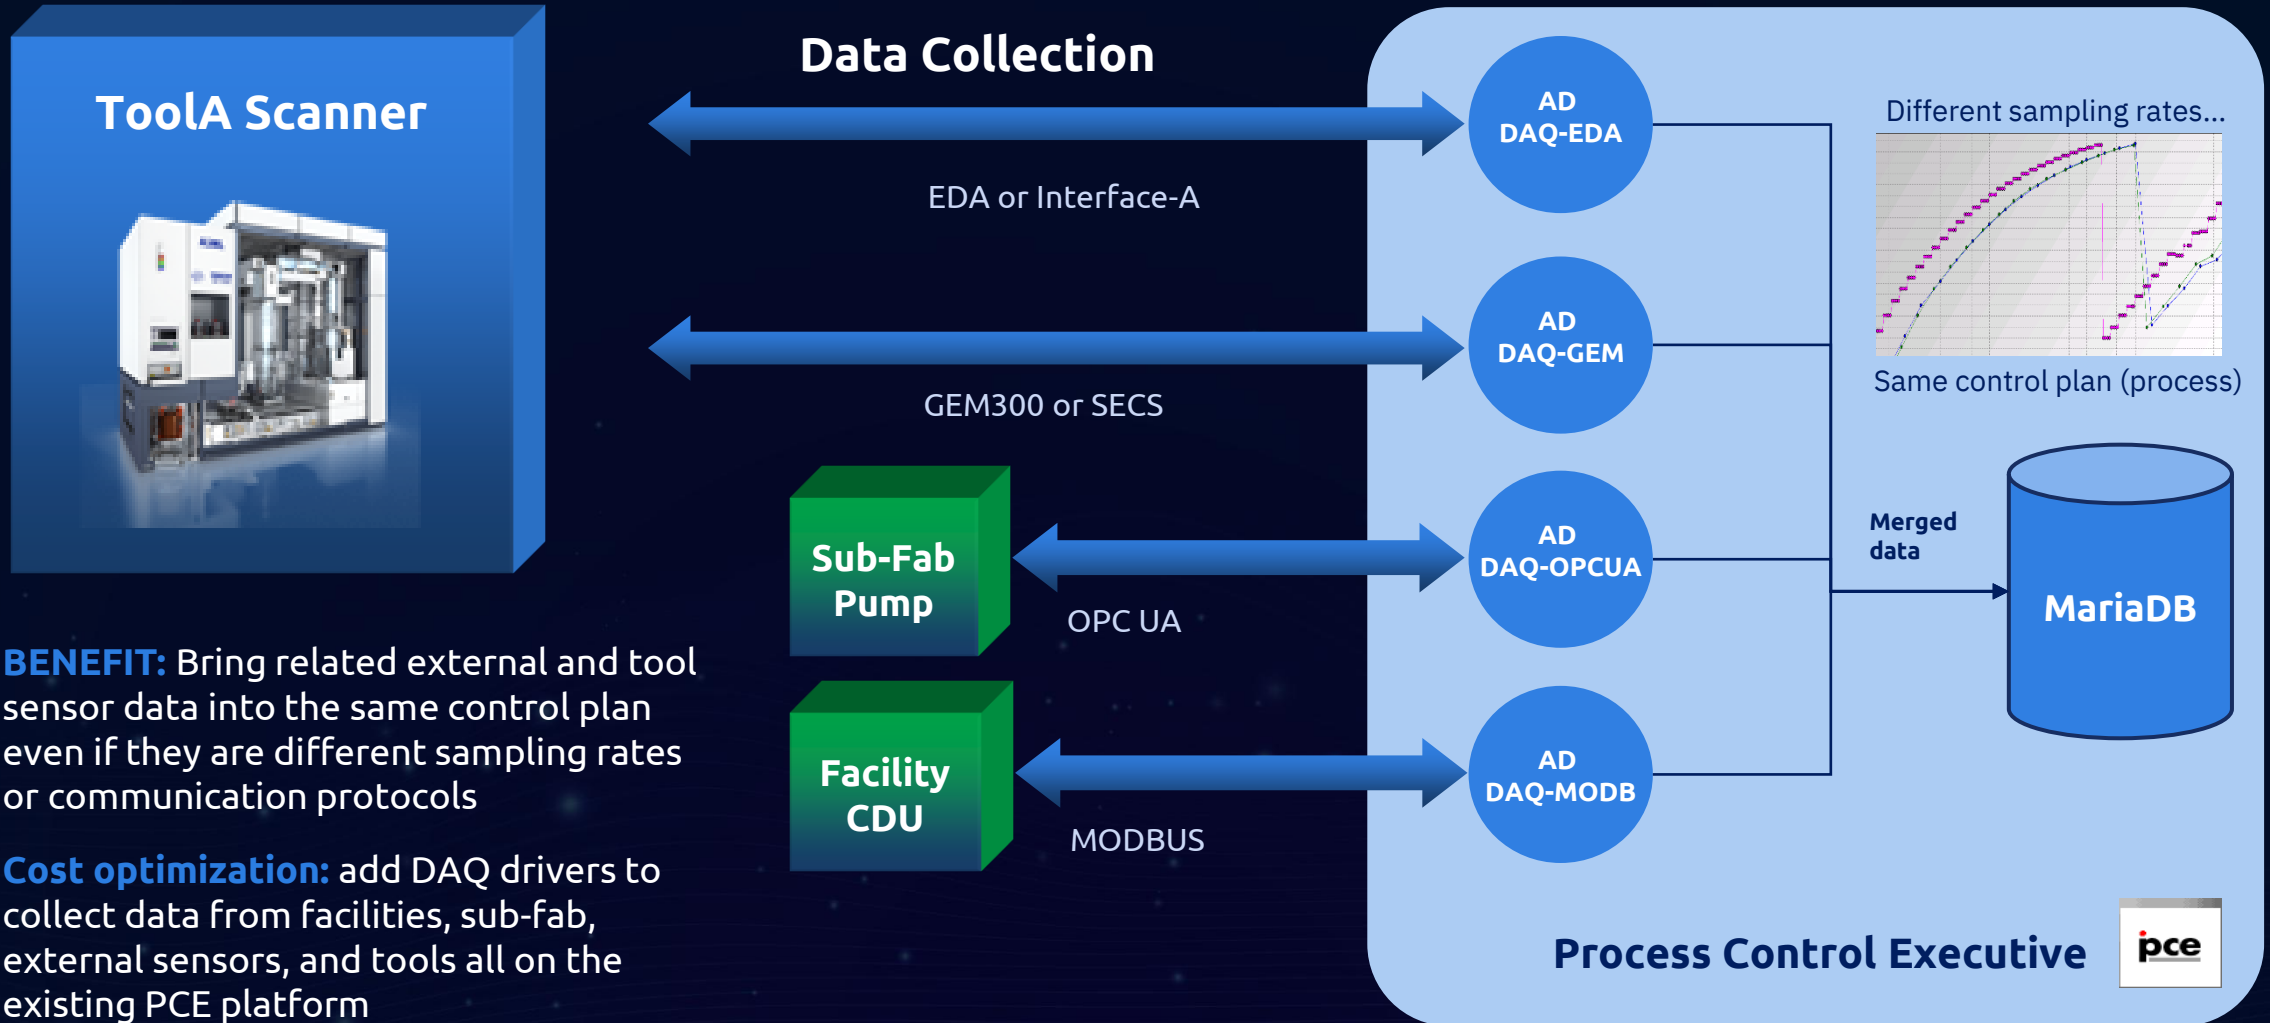 ToolA Scanner
Data Collection
EDA or Interface-A
GEM300 or SECS
Sub-Fab
Pump
OPC UA
Facility
CDU
MODBUS
AD
DAQ-EDA
AD
DAQ-GEM
AD
DAQ-OPCUA
AD
DAQ-MODB
Different sampling rates...
Same control plan (process)
Merged
data
MariaDB
Process Control Executive
pce
BENEFIT: Bring related external and tool
sensor data into the same control plan
even if they are different sampling rates
or communication protocols
Cost optimization: add DAQ drivers to
collect data from facilities, sub-fab,
external sensors, and tools all on the
existing PCE platform